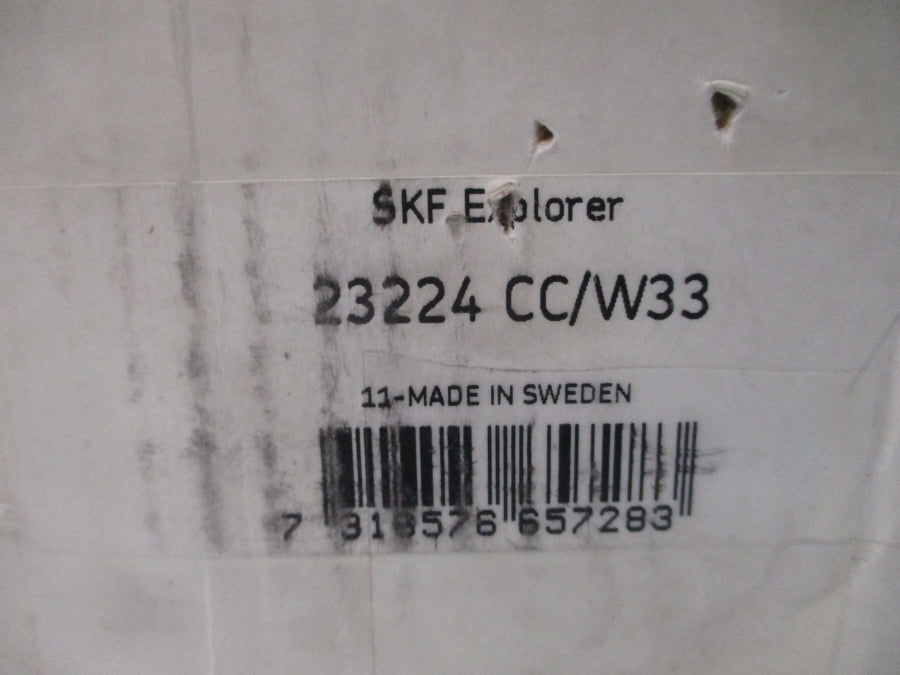 SKF Explorer
23224 CC/W33
11-MADE IN SWEDEN
7 316576 657283